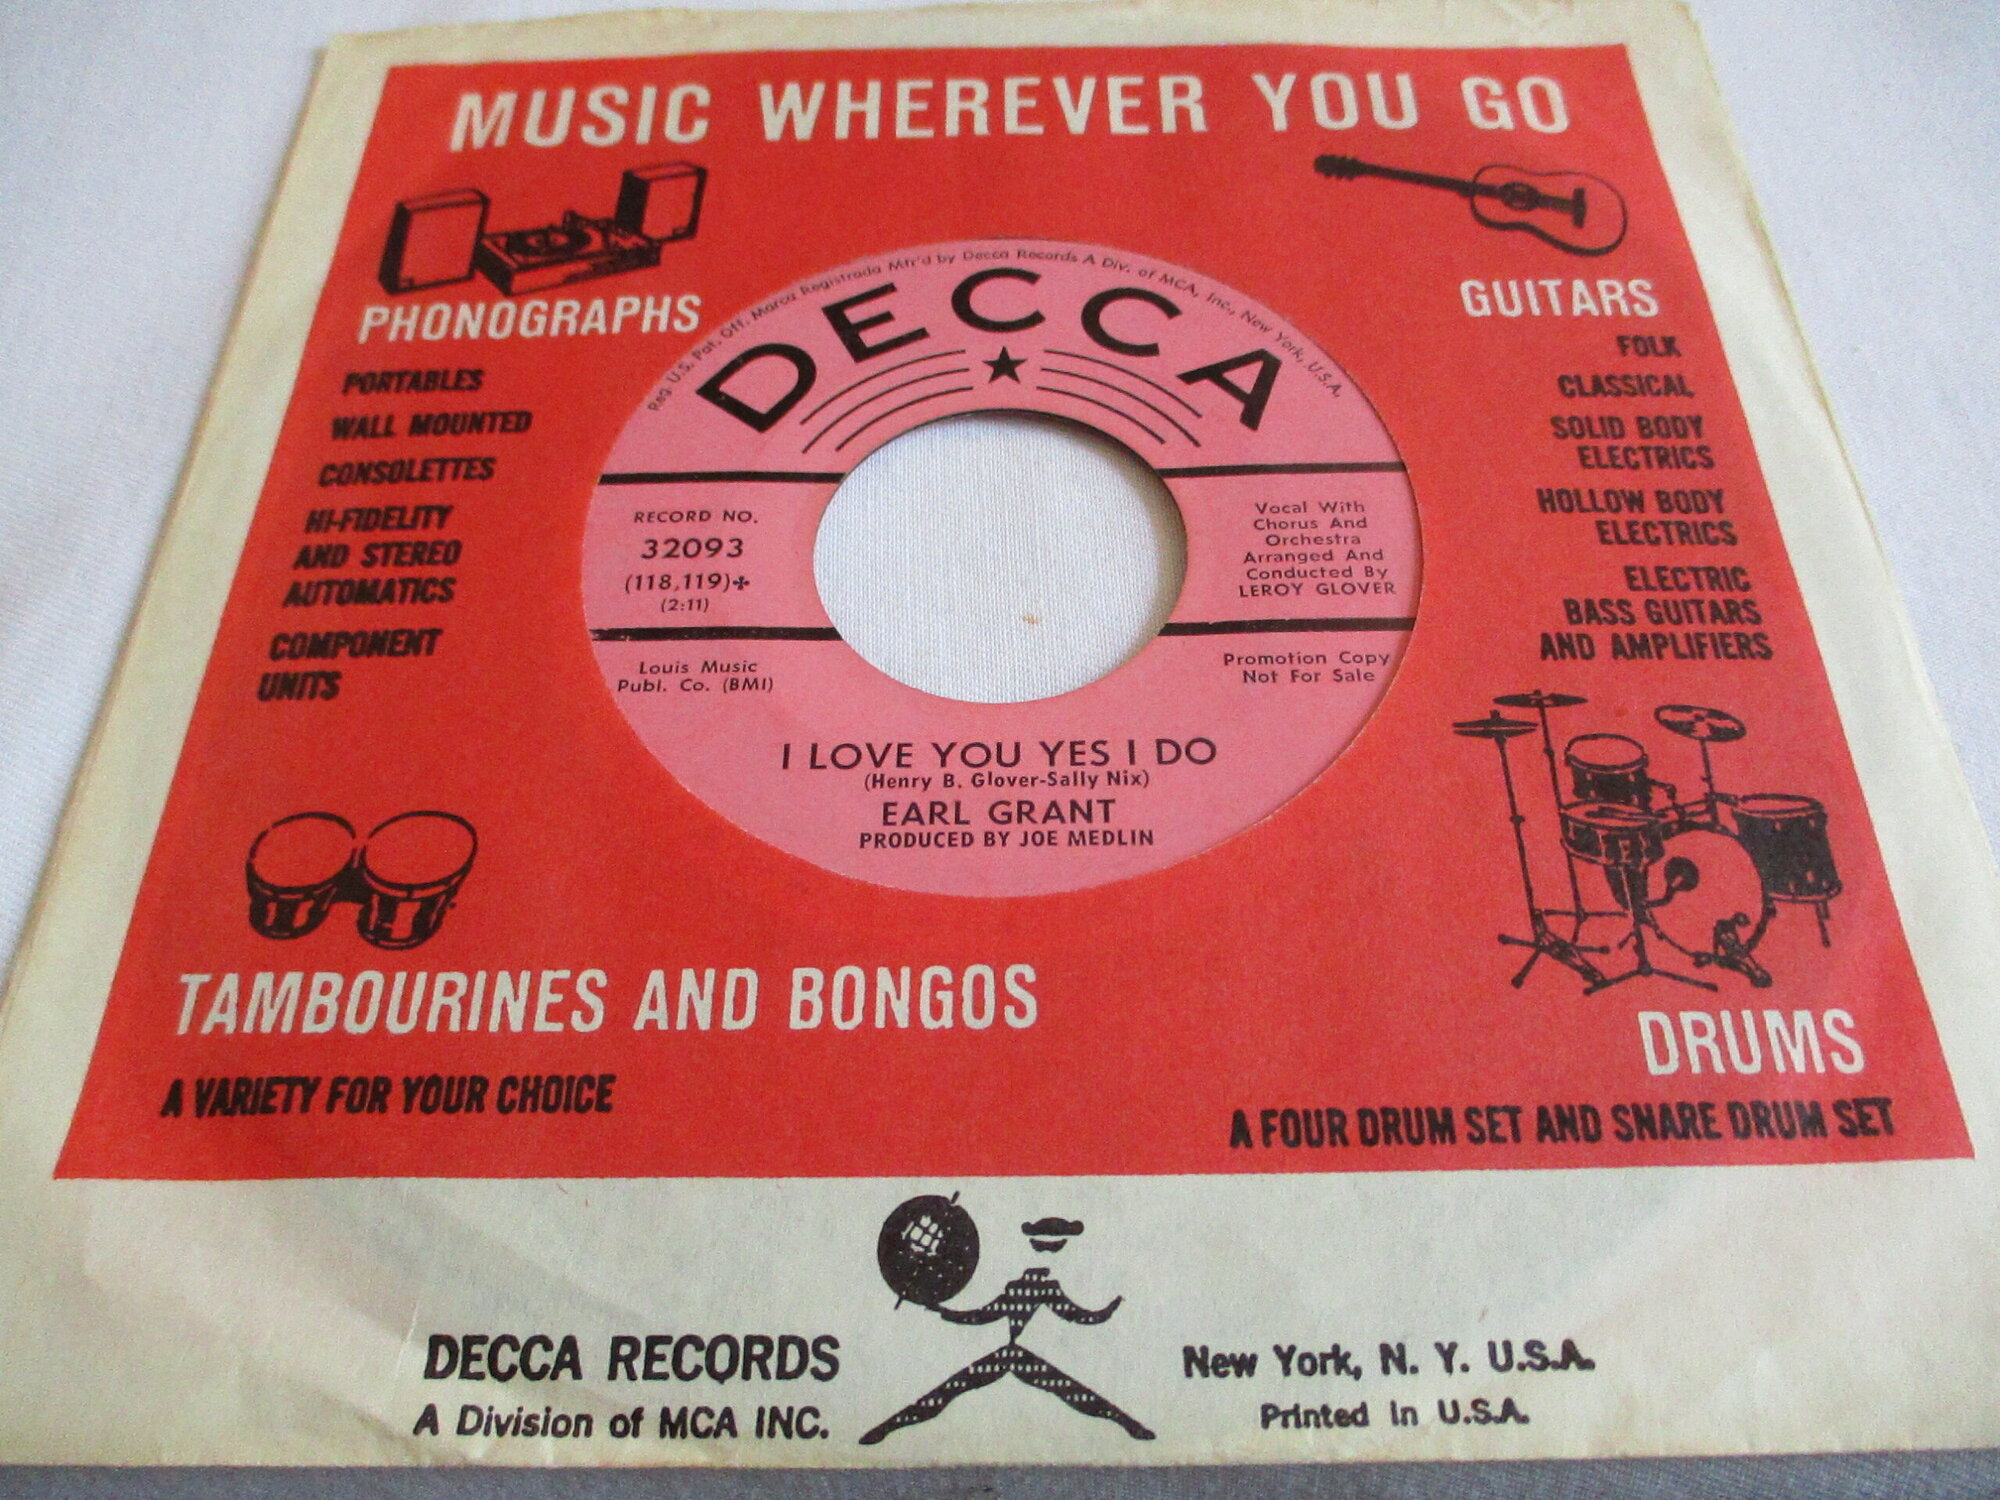 MUSIC WHEREVER YOU GO
PHONOGRAPHS
PORTABLES
WALL MOUNTED
CONSOLETTES
HI-FIDELITY
AND STEREO
AUTOMATICS
COMPONENT
UNITS
GUITARS
FOLK
CLASSICAL
SOLID BODY
ELECTRICS
HOLLOW BODY
ELECTRICS
ELECTRIC
BASS GUITARS
AND AMPLIFIERS
Reg. U.S. Pat. Off. Marca Registrada Mfr'd by Decca Records A Div. of MCA, Inc., New York, U.S.A.
DECCA
RECORD NO.
32093
(118,119)✤
(2:11)
Louis Music
Publ. Co. (BMI)
Vocal With
Chorus And
Orchestra
Arranged And
Conducted By
LEROY GLOVER
Promotion Copy
Not For Sale
I LOVE YOU YES I DO
(Henry B. Glover-Sally Nix)
EARL GRANT
PRODUCED BY JOE MEDLIN
TAMBOURINES AND BONGOS
A VARIETY FOR YOUR CHOICE
DRUMS
A FOUR DRUM SET AND SNARE DRUM SET
DECCA RECORDS
A Division of MCA INC.
New York, N. Y. U.S.A.
Printed In U.S.A.